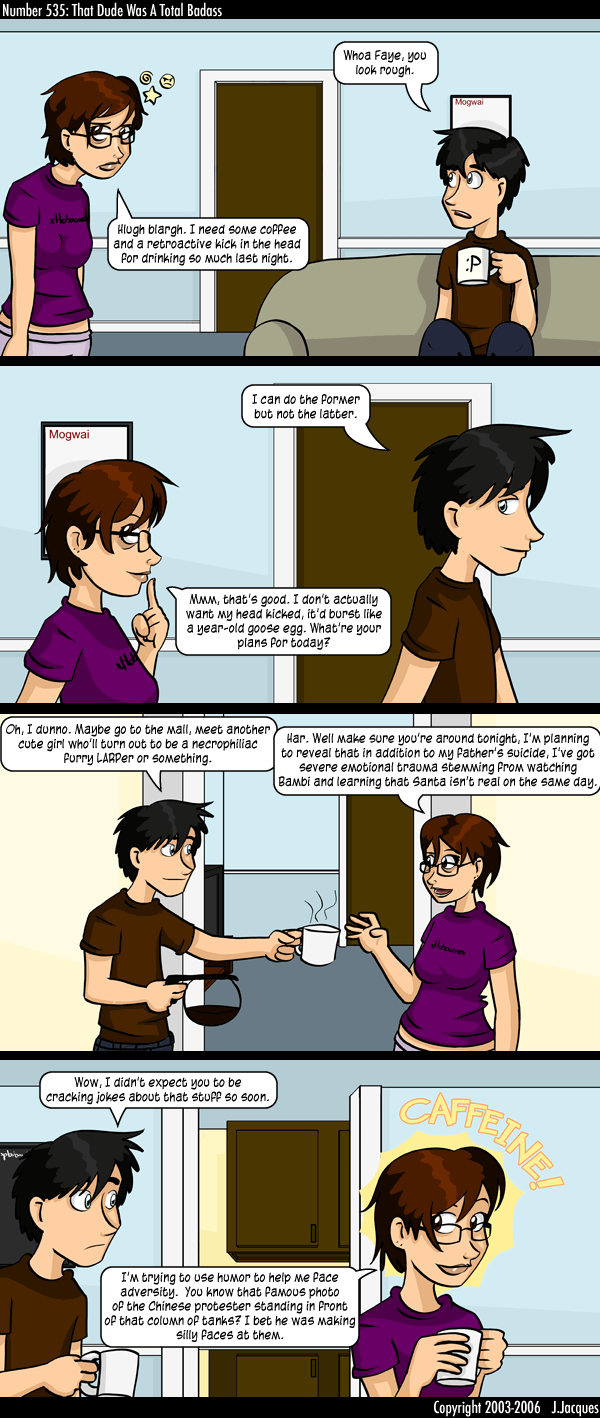 Number 535: That Dude Was A Total Badass
Whoa Faye, you
look rough.
Mogwai
Hlugh blargh. I need some coffee
and a retroactive kick in the head
for drinking so much last night.
:P
I can do the former
but not the latter.
Mogwai
Mmm, that's good. I don't actually
want my head kicked, it'd burst like
a year-old goose egg. What're your
plans for today?
Oh, I dunno. Maybe go to the mall, meet another
cute girl who'll turn out to be a necrophiliac
furry LARPer or something.
Har. Well make sure you're around tonight, I'm planning
to reveal that in addition to my father's suicide, I've got
severe emotional trauma stemming from watching
Bambi and learning that Santa isn't real on the same day.
Wow, I didn't expect you to be
cracking jokes about that stuff so soon.
CAFFEINE!
I'm trying to use humor to help me face
adversity. You know that famous photo
of the Chinese protester standing in front
of that column of tanks? I bet he was making
silly faces at them.
Copyright 2003-2006 J.Jacques